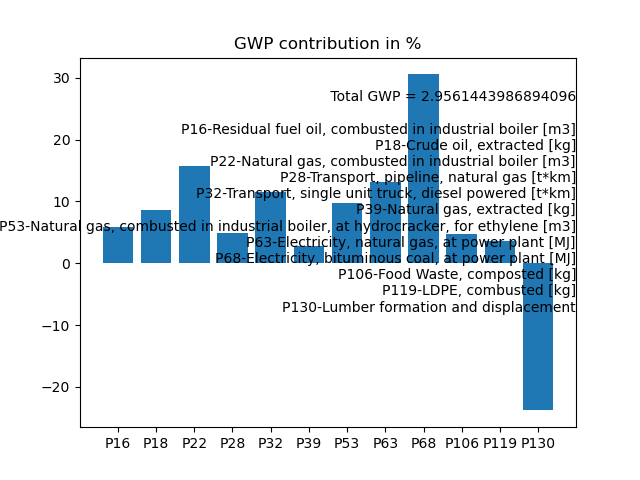 GWP contribution in %
30
20
10
0
−10
−20
Total GWP = 2.9561443986894096
P16-Residual fuel oil, combusted in industrial boiler [m3]
P18-Crude oil, extracted [kg]
P22-Natural gas, combusted in industrial boiler [m3]
P28-Transport, pipeline, natural gas [t*km]
P32-Transport, single unit truck, diesel powered [t*km]
P39-Natural gas, extracted [kg]
P53-Natural gas, combusted in industrial boiler, at hydrocracker, for ethylene [m3]
P63-Electricity, natural gas, at power plant [MJ]
P68-Electricity, bituminous coal, at power plant [MJ]
P106-Food Waste, composted [kg]
P119-LDPE, combusted [kg]
P130-Lumber formation and displacement
P16 P18 P22 P28 P32 P39 P53 P63 P68 P106 P119 P130